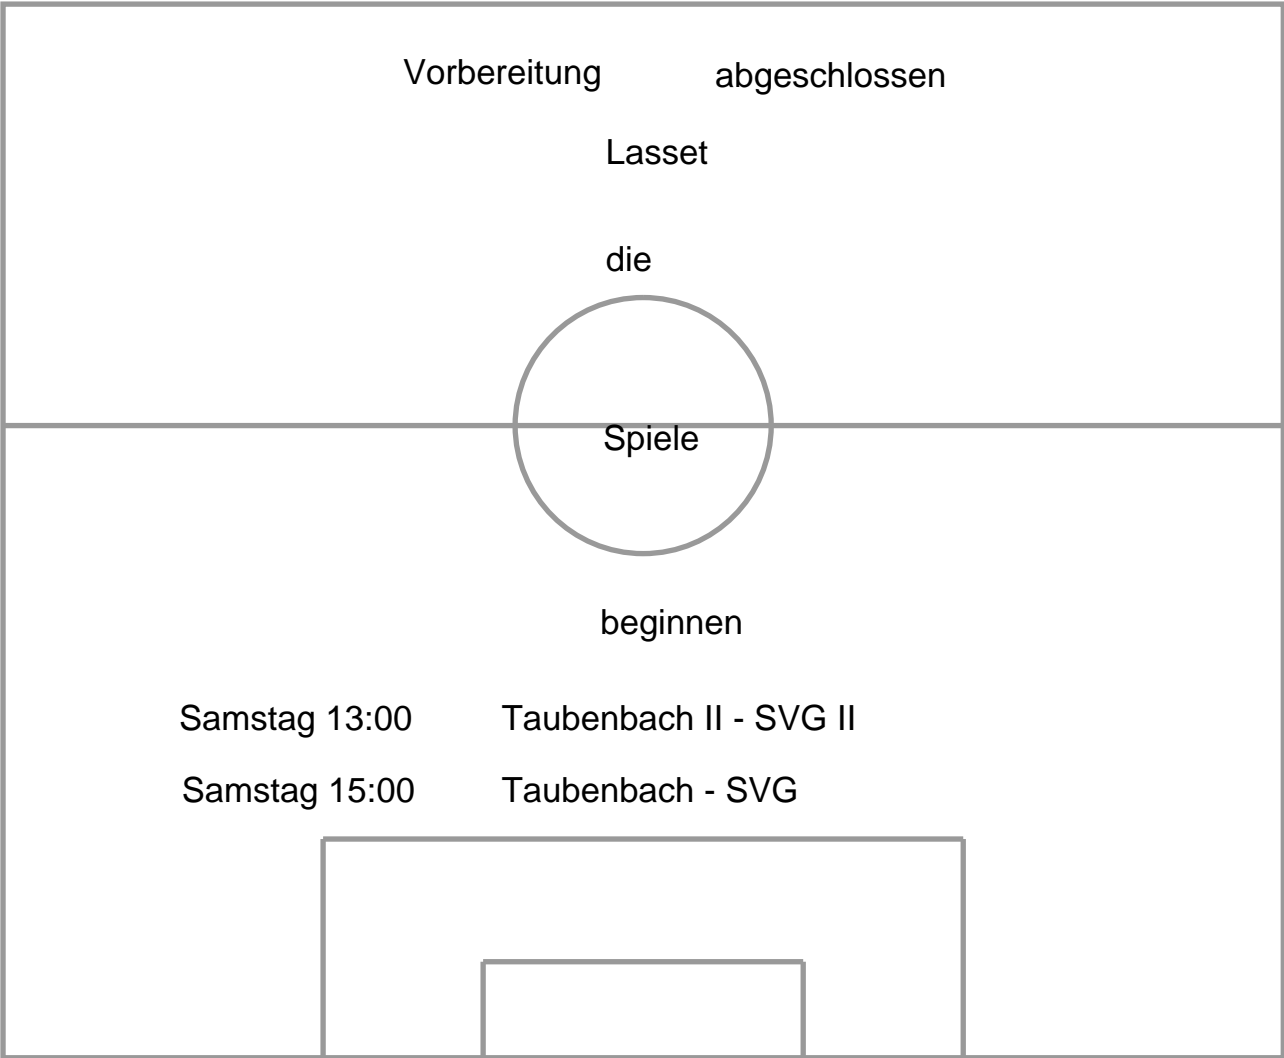 Vorbereitung abgeschlossen
Lasset
die
Spiele
beginnen
Samstag 13:00 Taubenbach II - SVG II
Samstag 15:00 Taubenbach - SVG